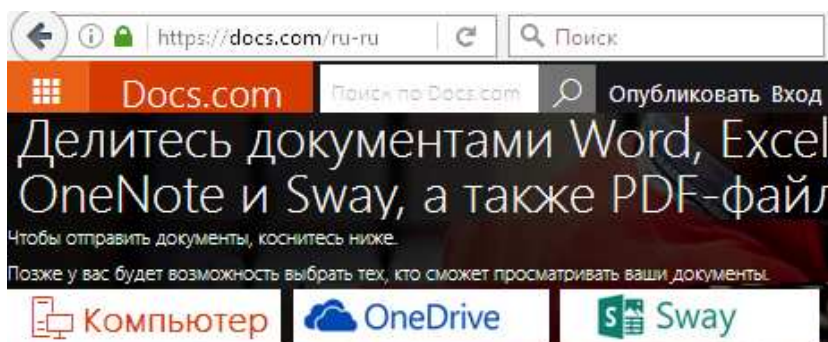 https://docs.com/ru-ru
Поиск
Docs.com
Поиск по Docs.com
Опубликовать Вход
Делитесь документами Word, Excel
OneNote и Sway, а также PDF-файл
Чтобы отправить документы, коснитесь ниже.
Позже у вас будет возможность выбрать тех, кто сможет просматривать ваши документы.
Компьютер
OneDrive
S
Sway